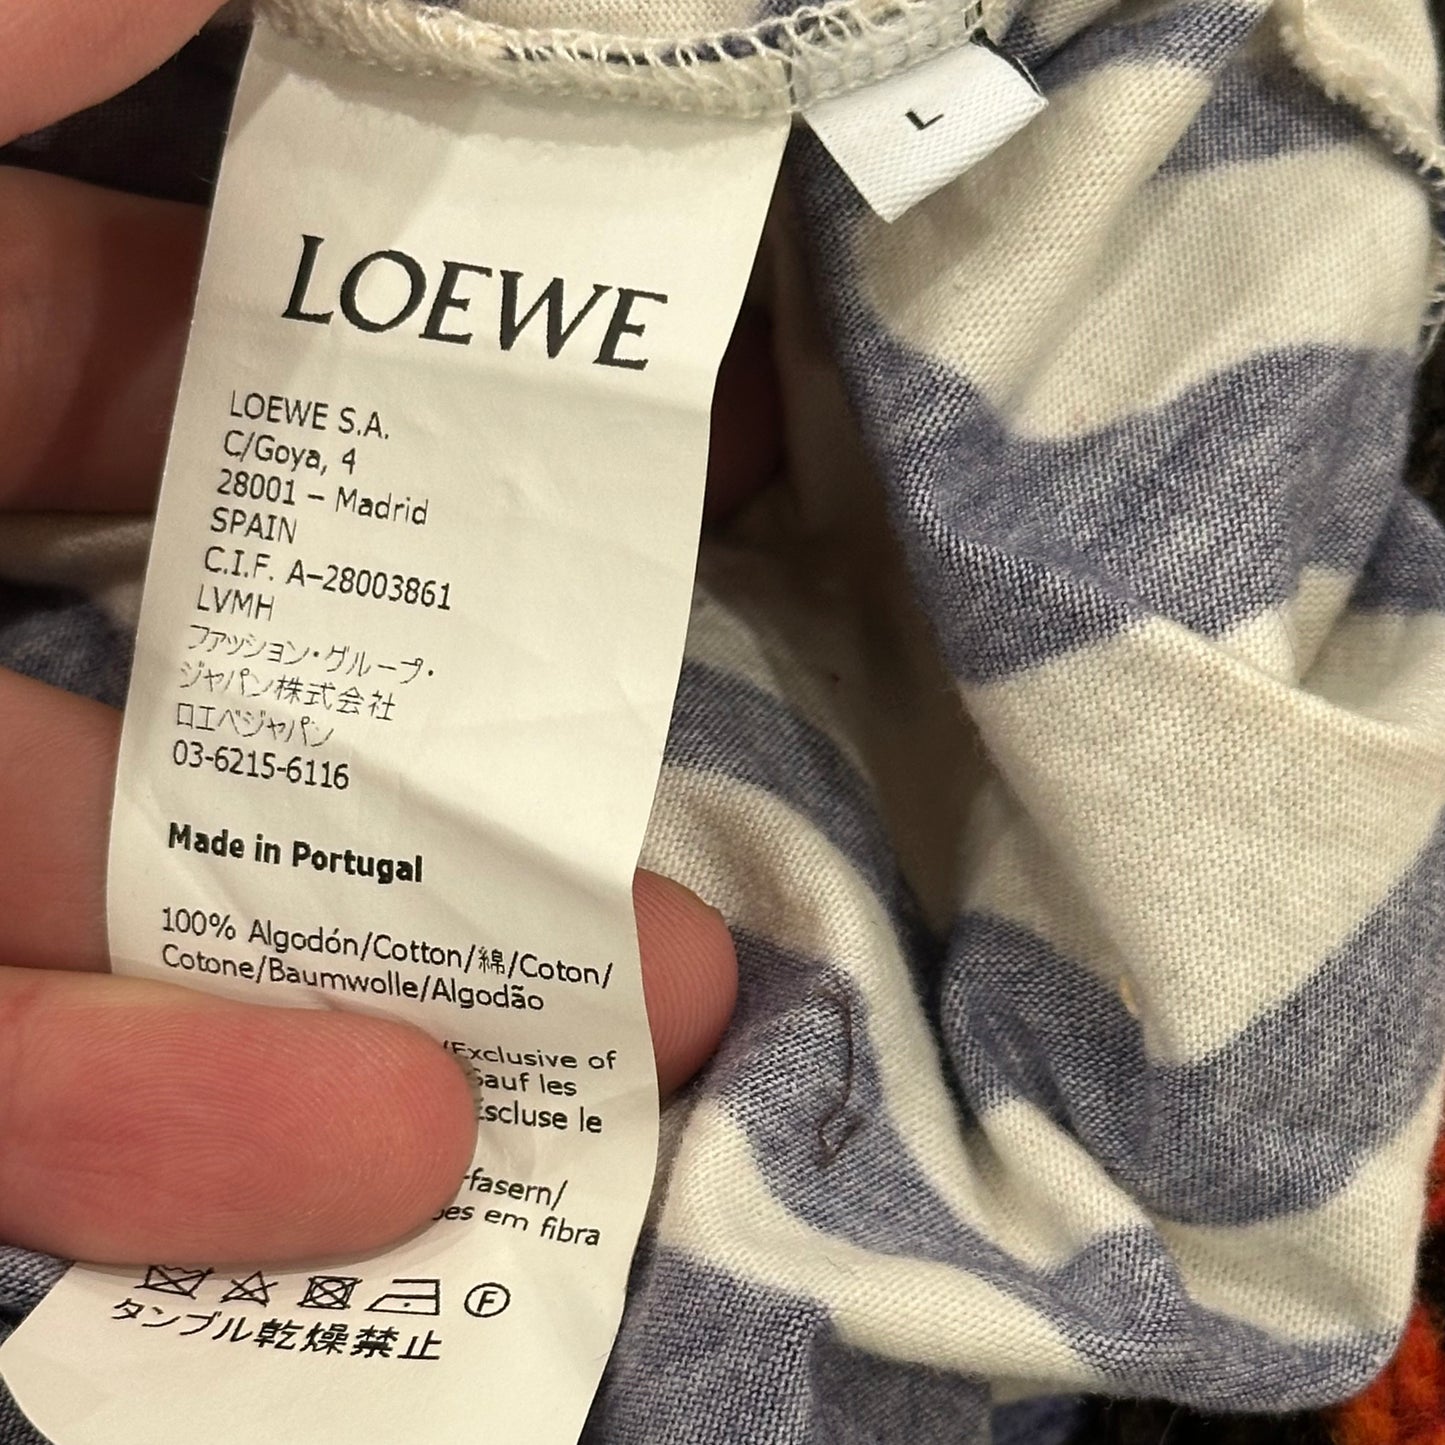 L
LOEWE
LOEWE S.A.
C/Goya, 4
28001 – Madrid
SPAIN
C.I.F. A–28003861
LVMH
ファッション・グループ・
ジャパン株式会社
ロエベジャパン
03-6215-6116
Made in Portugal
100% Algodón/Cotton/綿/Coton/
Cotone/Baumwolle/Algodão
/Exclusive of
Sauf les
Escluse le
fasern/
em fibra
F
タンブル乾燥禁止